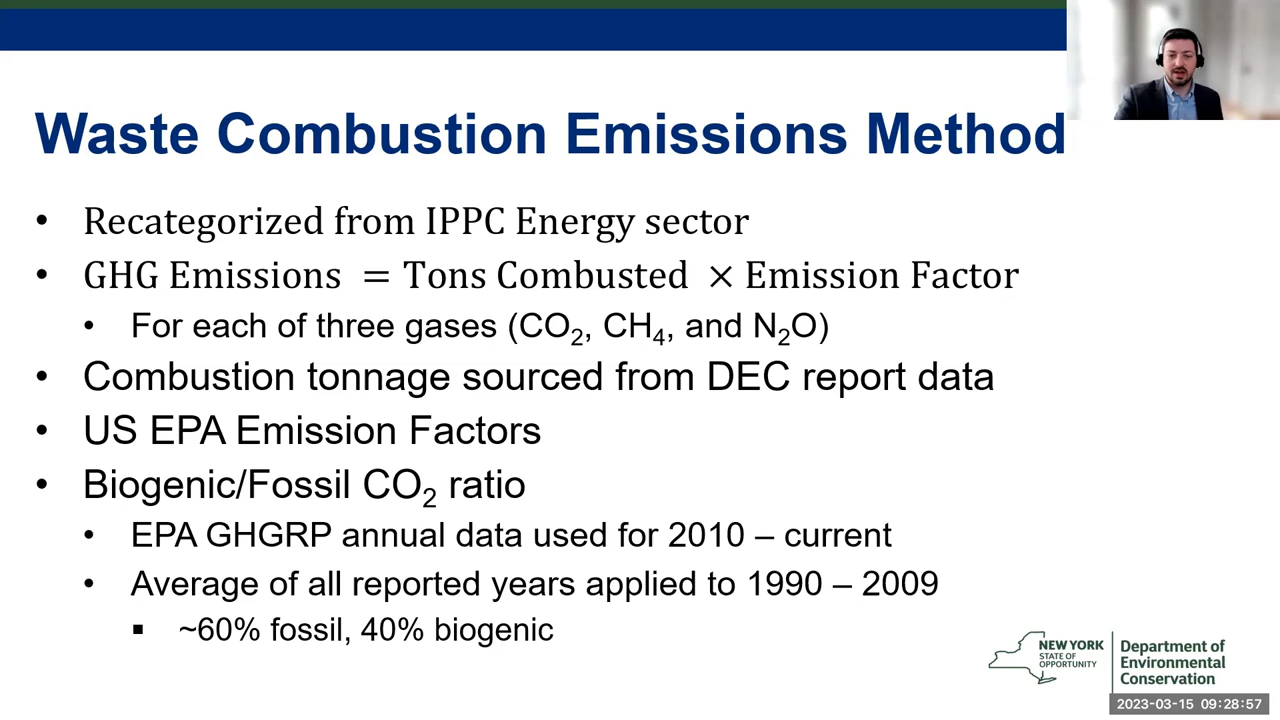 Waste Combustion Emissions Method
• Recategorized from IPPC Energy sector
• GHG Emissions = Tons Combusted × Emission Factor
• For each of three gases (CO₂, CH₄, and N₂O)
• Combustion tonnage sourced from DEC report data
• US EPA Emission Factors
• Biogenic/Fossil CO₂ ratio
• EPA GHGRP annual data used for 2010 – current
• Average of all reported years applied to 1990 – 2009
▪ ~60% fossil, 40% biogenic
NEW YORK
STATE OF
OPPORTUNITY
Department of
Environmental
Conservation
2023-03-15 09:28:57